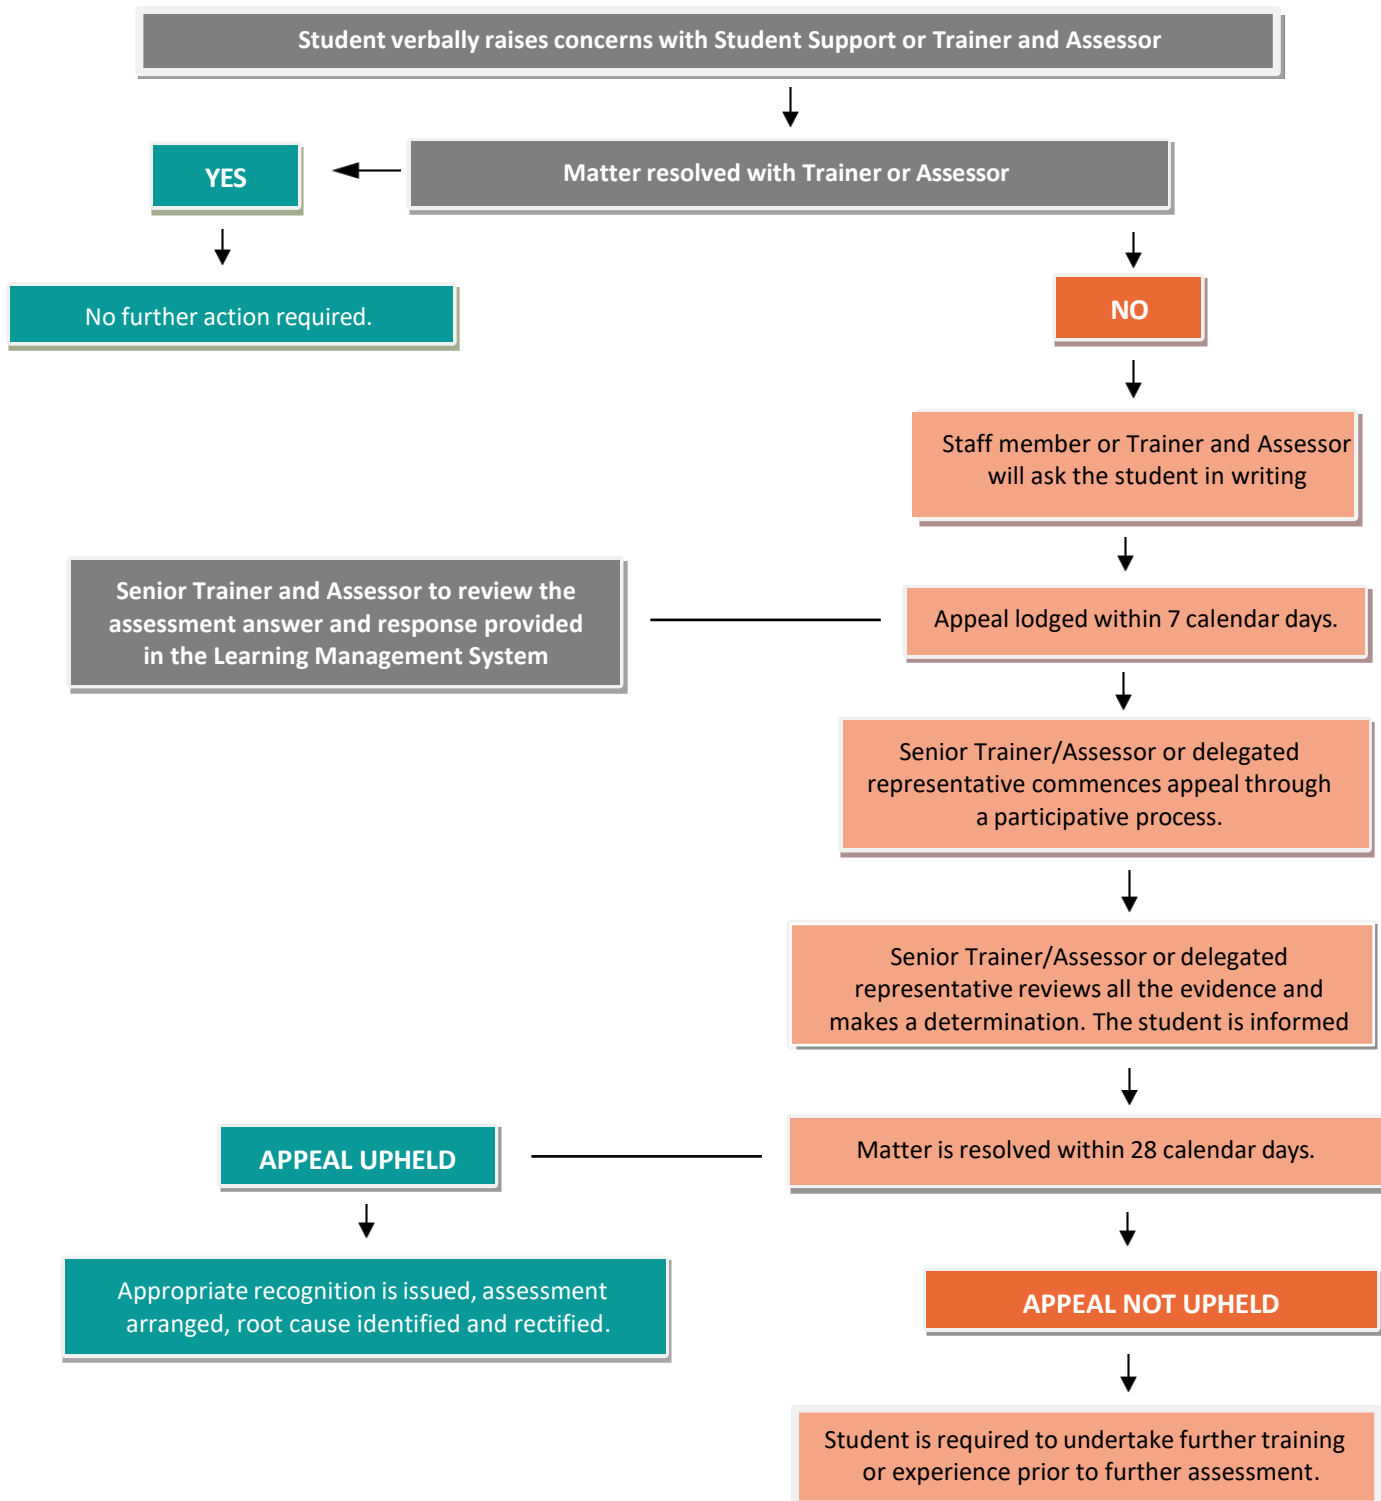 Student verbally raises concerns with Student Support or Trainer and Assessor
YES
Matter resolved with Trainer or Assessor
No further action required.
NO
Staff member or Trainer and Assessor
will ask the student in writing
Senior Trainer and Assessor to review the
assessment answer and response provided
in the Learning Management System
Appeal lodged within 7 calendar days.
Senior Trainer/Assessor or delegated
representative commences appeal through
a participative process.
Senior Trainer/Assessor or delegated
representative reviews all the evidence and
makes a determination. The student is informed
APPEAL UPHELD
Matter is resolved within 28 calendar days.
Appropriate recognition is issued, assessment
arranged, root cause identified and rectified.
APPEAL NOT UPHELD
Student is required to undertake further training
or experience prior to further assessment.